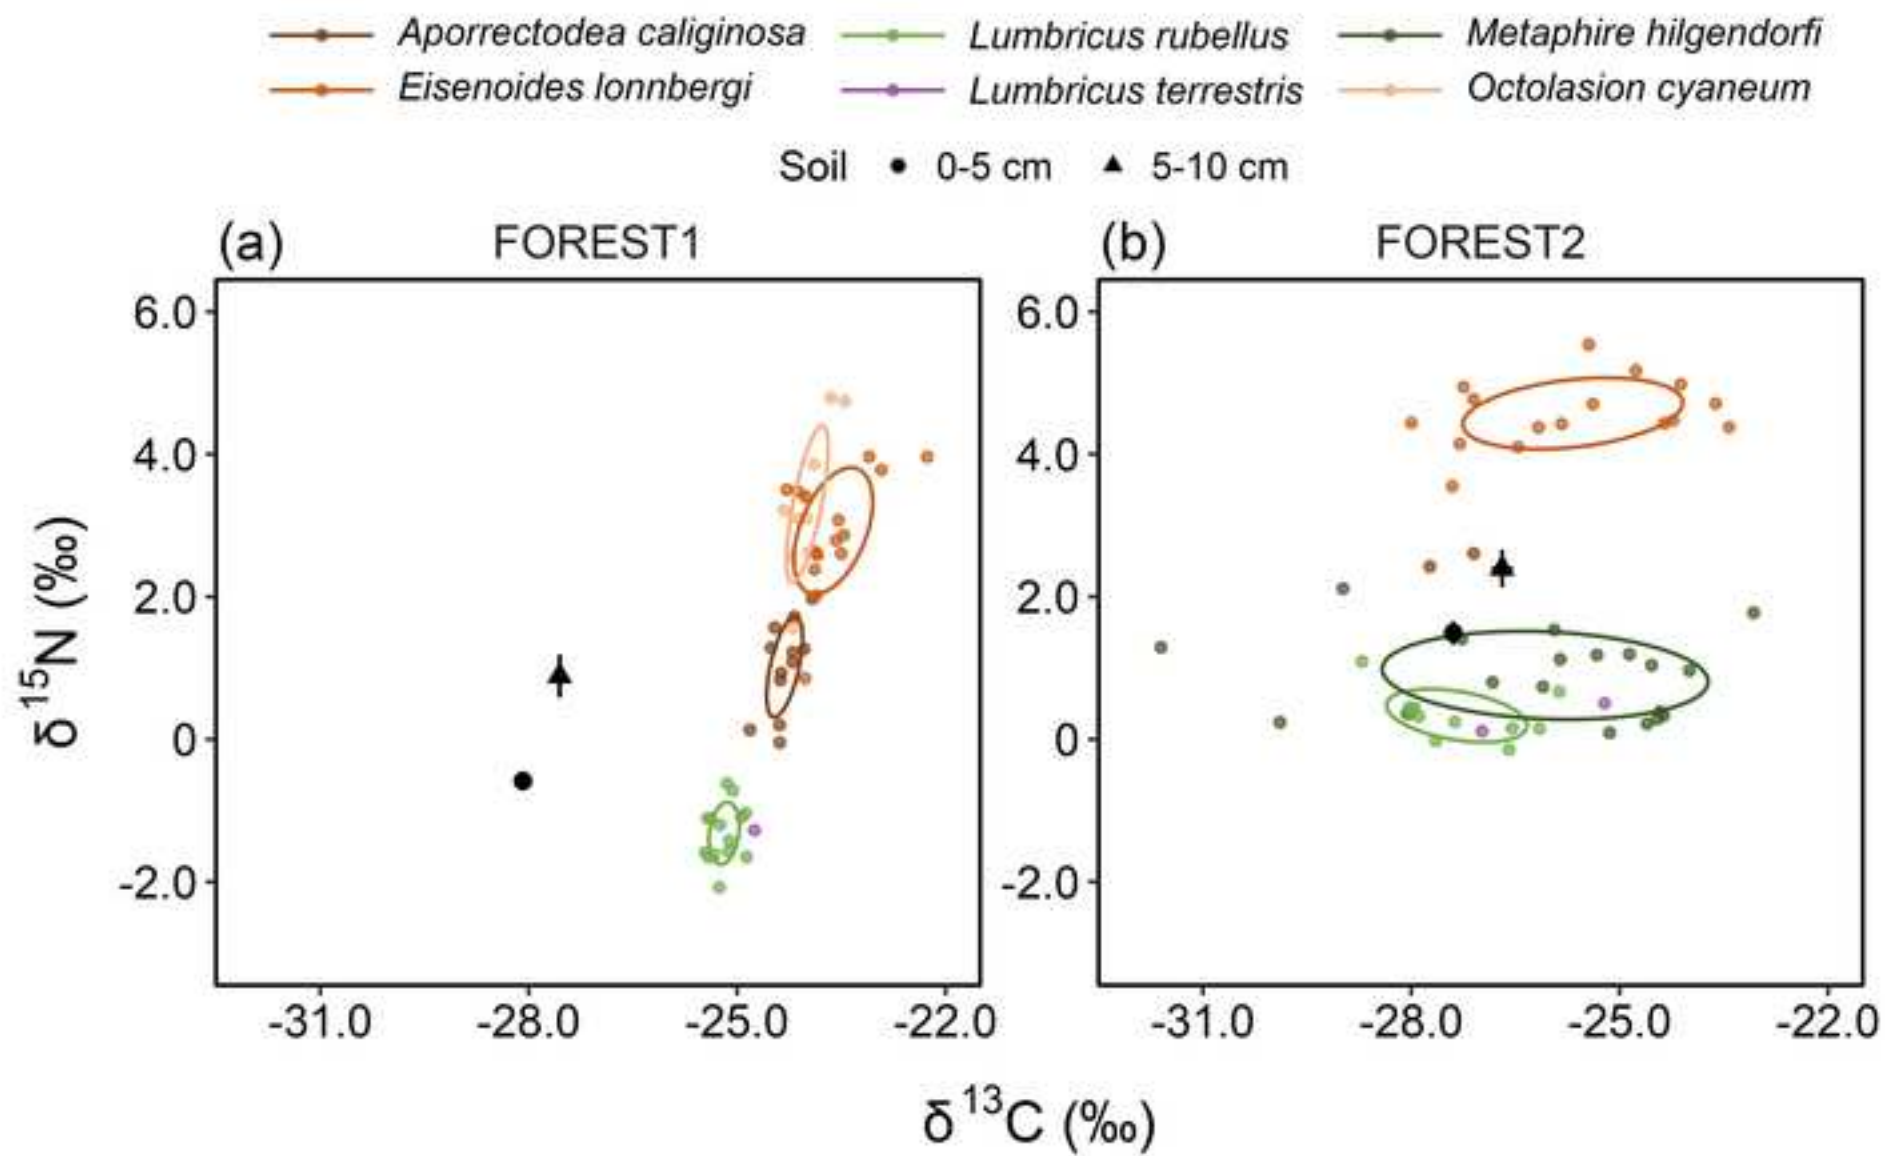 Aporrectodea caliginosa Lumbricus rubellus Metaphire hilgendorfi
Eisenoides lonnbergi Lumbricus terrestris Octolasion cyaneum
Soil 0-5 cm 5-10 cm
(a) FOREST1 (b) FOREST2
6.0 6.0
4.0 4.0
2.0 2.0
0 0
-2.0 -2.0
δ ¹⁵N (‰)
-31.0 -28.0 -25.0 -22.0 -31.0 -28.0 -25.0 -22.0
δ ¹³C (‰)